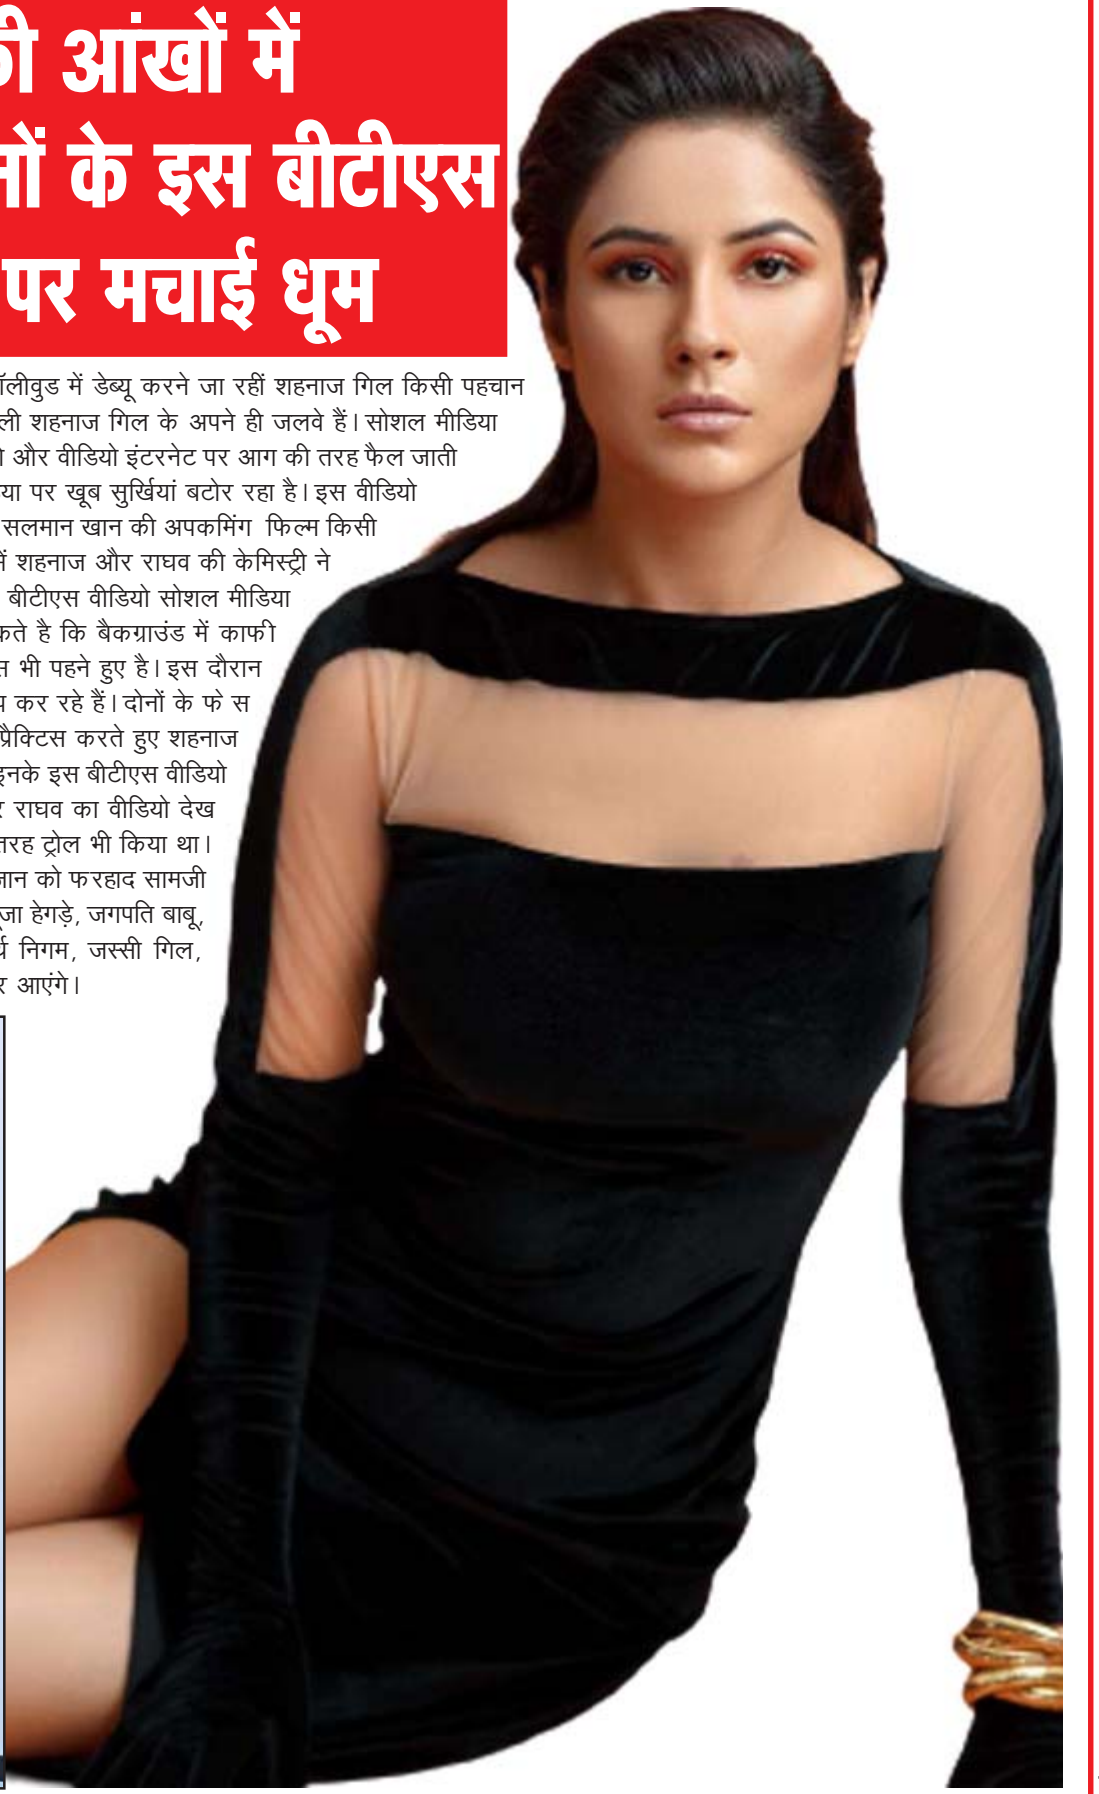 आंखों में
के इस बीटीएस
पर मचाई धूम
में डेब्यू करने जा रहीं शहनाज गिल किसी पहचान
शहनाज गिल के अपने ही जलवे हैं। सोशल मीडिया
और वीडियो इंटरनेट पर आग की तरह फैल जाती
पर खूब सुर्खियां बटोर रहा है। इस वीडियो
सलमान खान की अपकमिंग फिल्म किसी
शहनाज और राघव की केमिस्ट्री ने
बीटीएस वीडियो सोशल मीडिया
है कि बैकग्राउंड में काफी
भी पहने हुए है। इस दौरान
कर रहे हैं। दोनों के फे स
प्रैक्टिस करते हुए शहनाज
इनके इस बीटीएस वीडियो
राघव का वीडियो देख
तरह ट्रोल भी किया था।
को फरहाद सामजी
हेगड़े, जगपति बाबू,
निगम, जस्सी गिल,
आएंगे।